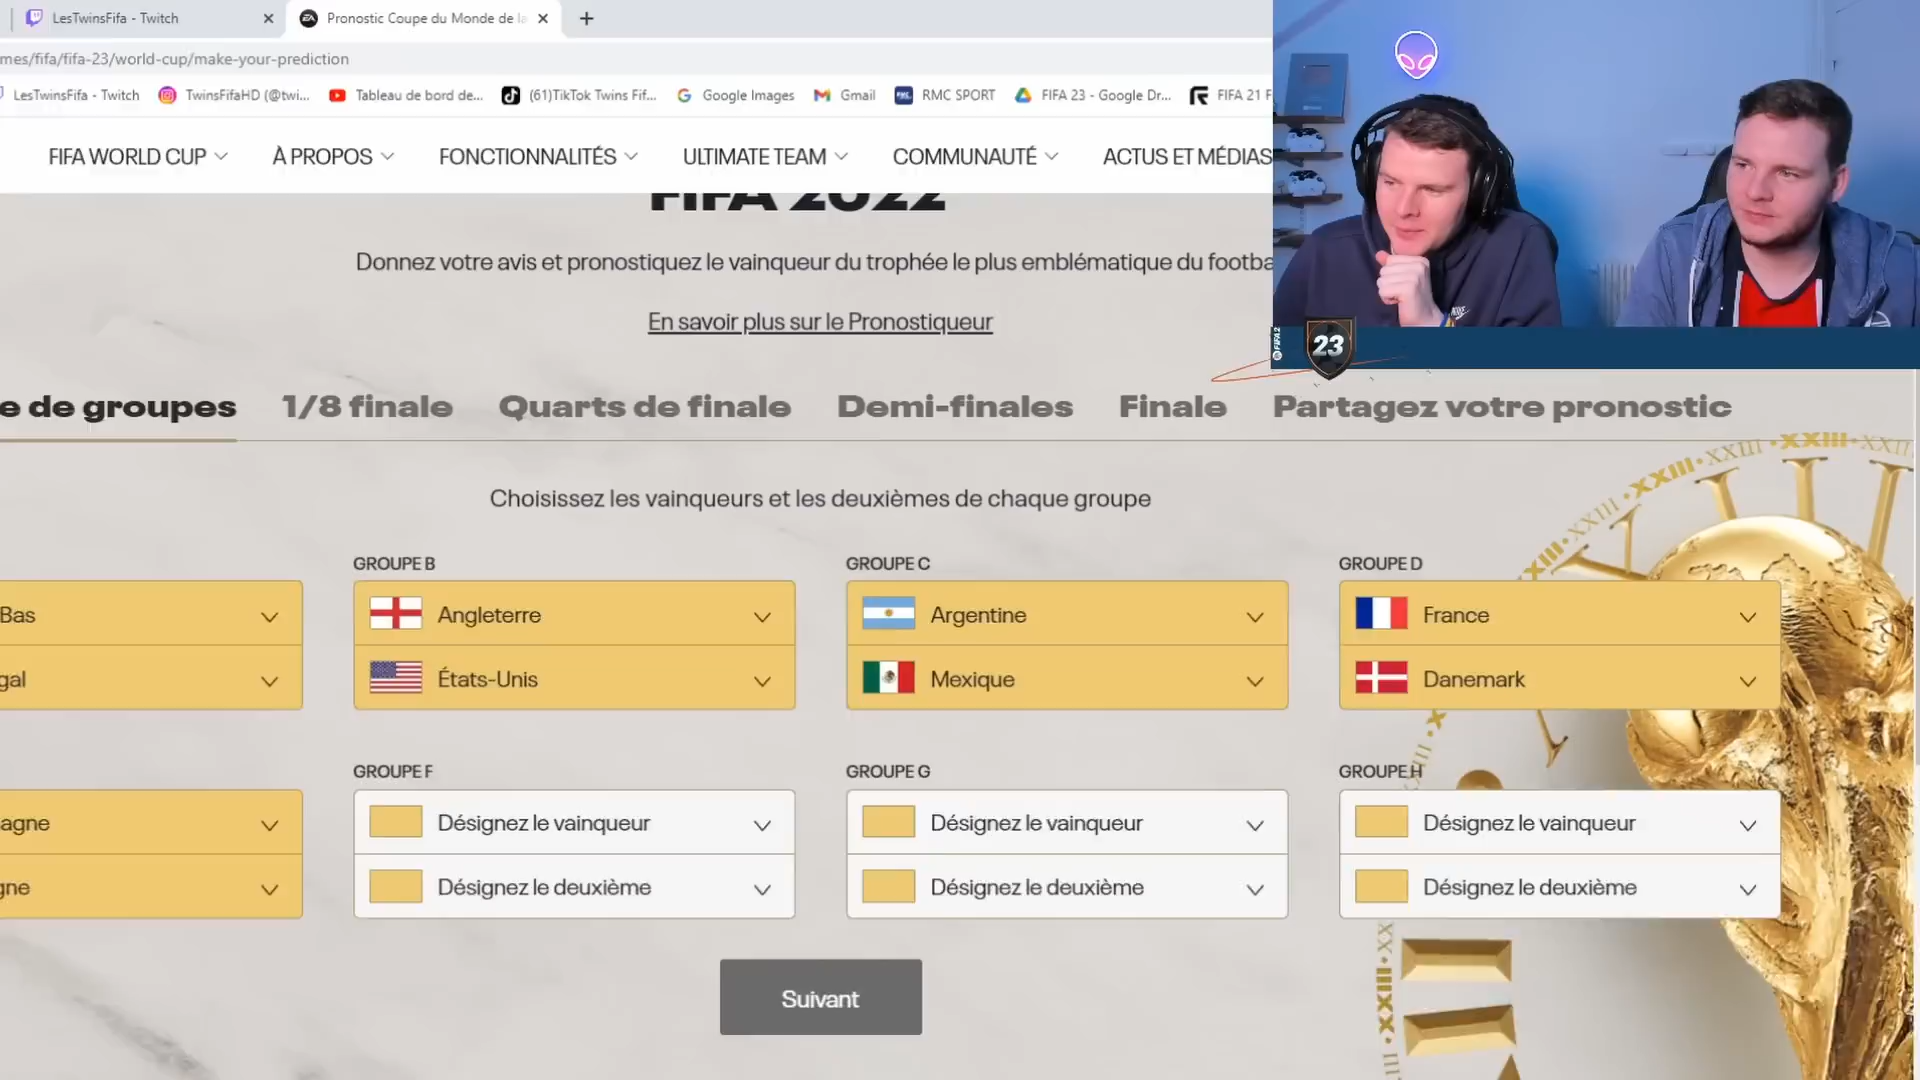 LesTwinsFifa - Twitch
Pronostic Coupe du Monde de la
mes/fifa/fifa-23/world-cup/make-your-prediction
LesTwinsFifa - Twitch
TwinsFifaHD (@twi...
Tableau de bord de...
(61)TikTok Twins Fif...
Google Images
Gmail
RMC SPORT
FIFA 23 - Google Dr...
FIFA 21 F
FIFA WORLD CUP
À PROPOS
FONCTIONNALITÉS
ULTIMATE TEAM
COMMUNAUTÉ
ACTUS ET MÉDIAS
FIFA 2022
Donnez votre avis et pronostiquez le vainqueur du trophée le plus emblématique du footba
En savoir plus sur le Pronostiqueur
23
e de groupes
1/8 finale
Quarts de finale
Demi-finales
Finale
Partagez votre pronostic
Choisissez les vainqueurs et les deuxièmes de chaque groupe
Bas
gal
GROUPE B
Angleterre
États-Unis
GROUPE C
Argentine
Mexique
GROUPE D
France
Danemark
agne
gne
GROUPE F
Désignez le vainqueur
Désignez le deuxième
GROUPE G
Désignez le vainqueur
Désignez le deuxième
GROUPE H
Désignez le vainqueur
Désignez le deuxième
Suivant